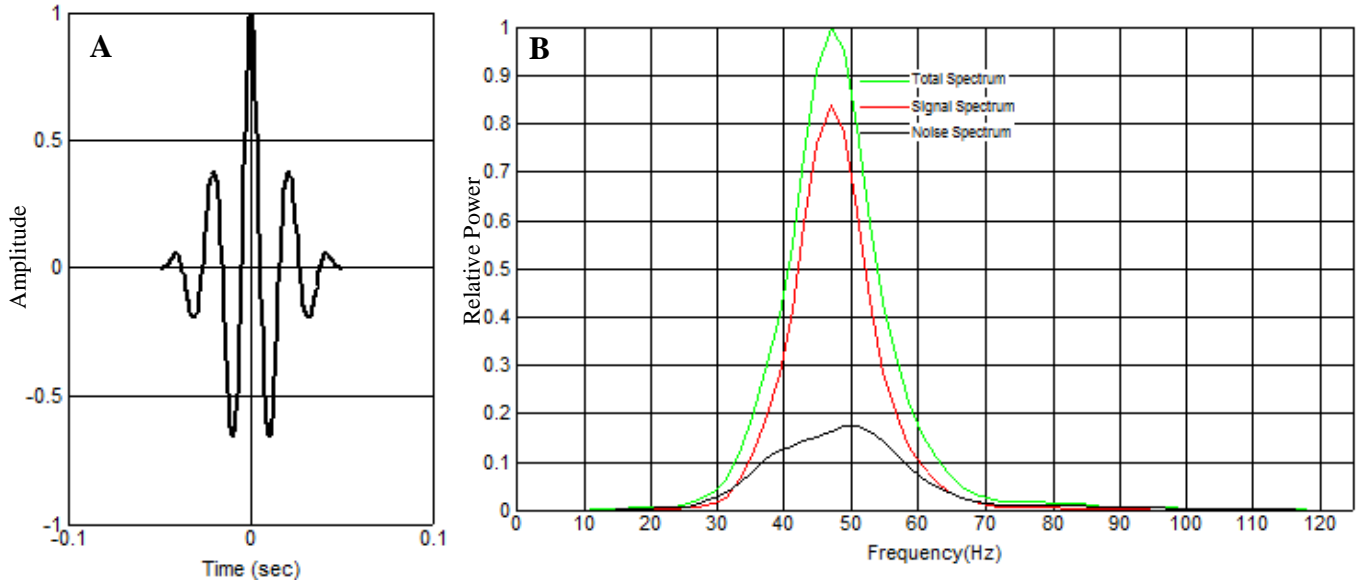 A
1
0.5
0
-0.5
-1
-0.1
0
0.1
Amplitude
Time (sec)
B
1
0.9
0.8
0.7
0.6
0.5
0.4
0.3
0.2
0.1
0
0 10 20 30 40 50 60 70 80 90 100 110 120
Relative Power
Frequency(Hz)
Total Spectrum
Signal Spectrum
Noise Spectrum